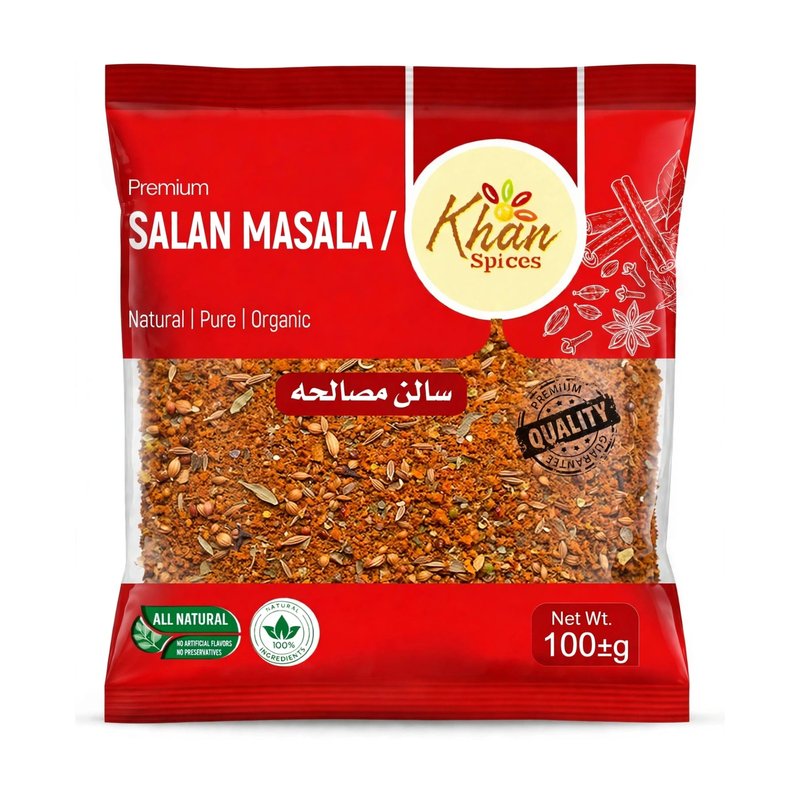 Premium
SALAN MASALA /
Natural | Pure | Organic
Khan
Spices
سالن مصالحه
PREMIUM
QUALITY
GUARANTEE
ALL NATURAL
NO ARTIFICIAL FLAVORS
NO PRESERVATIVES
NATURAL
100%
INGREDIENTS
Net Wt.
100±g